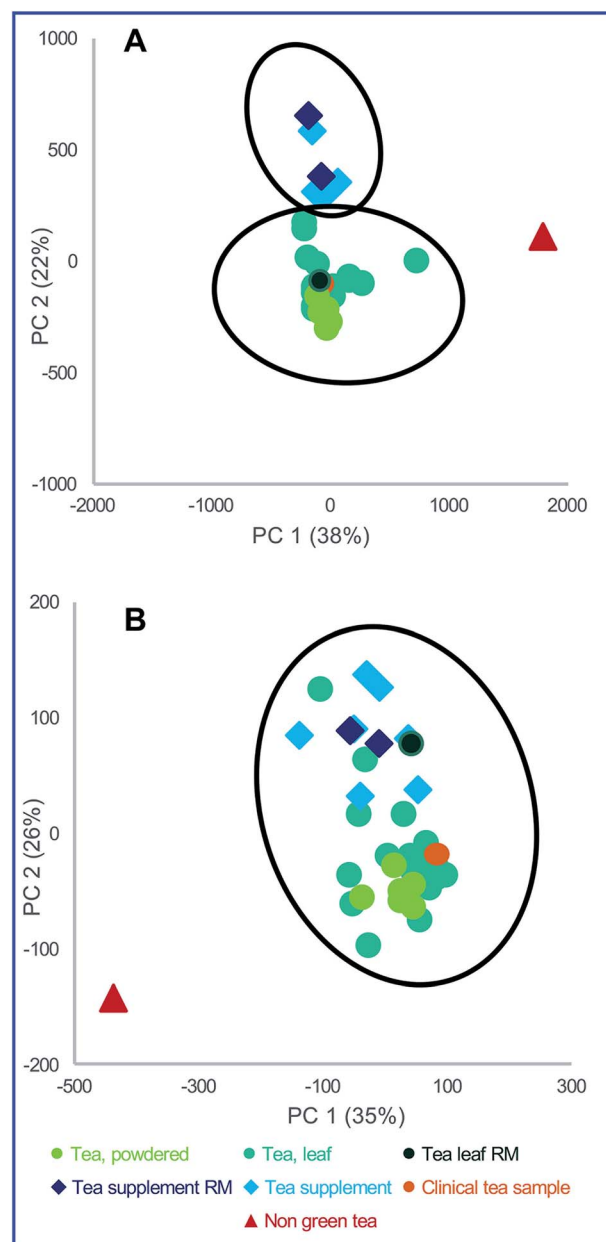 A
1000
500
0
-500
-1000
PC 2 (22%)
-2000 -1000 0 1000 2000
PC 1 (38%)
B
200
100
0
-100
-200
PC 2 (26%)
-500 -300 -100 100 300
PC 1 (35%)
Tea, powdered Tea, leaf Tea leaf RM
Tea supplement RM Tea supplement Clinical tea sample
Non green tea